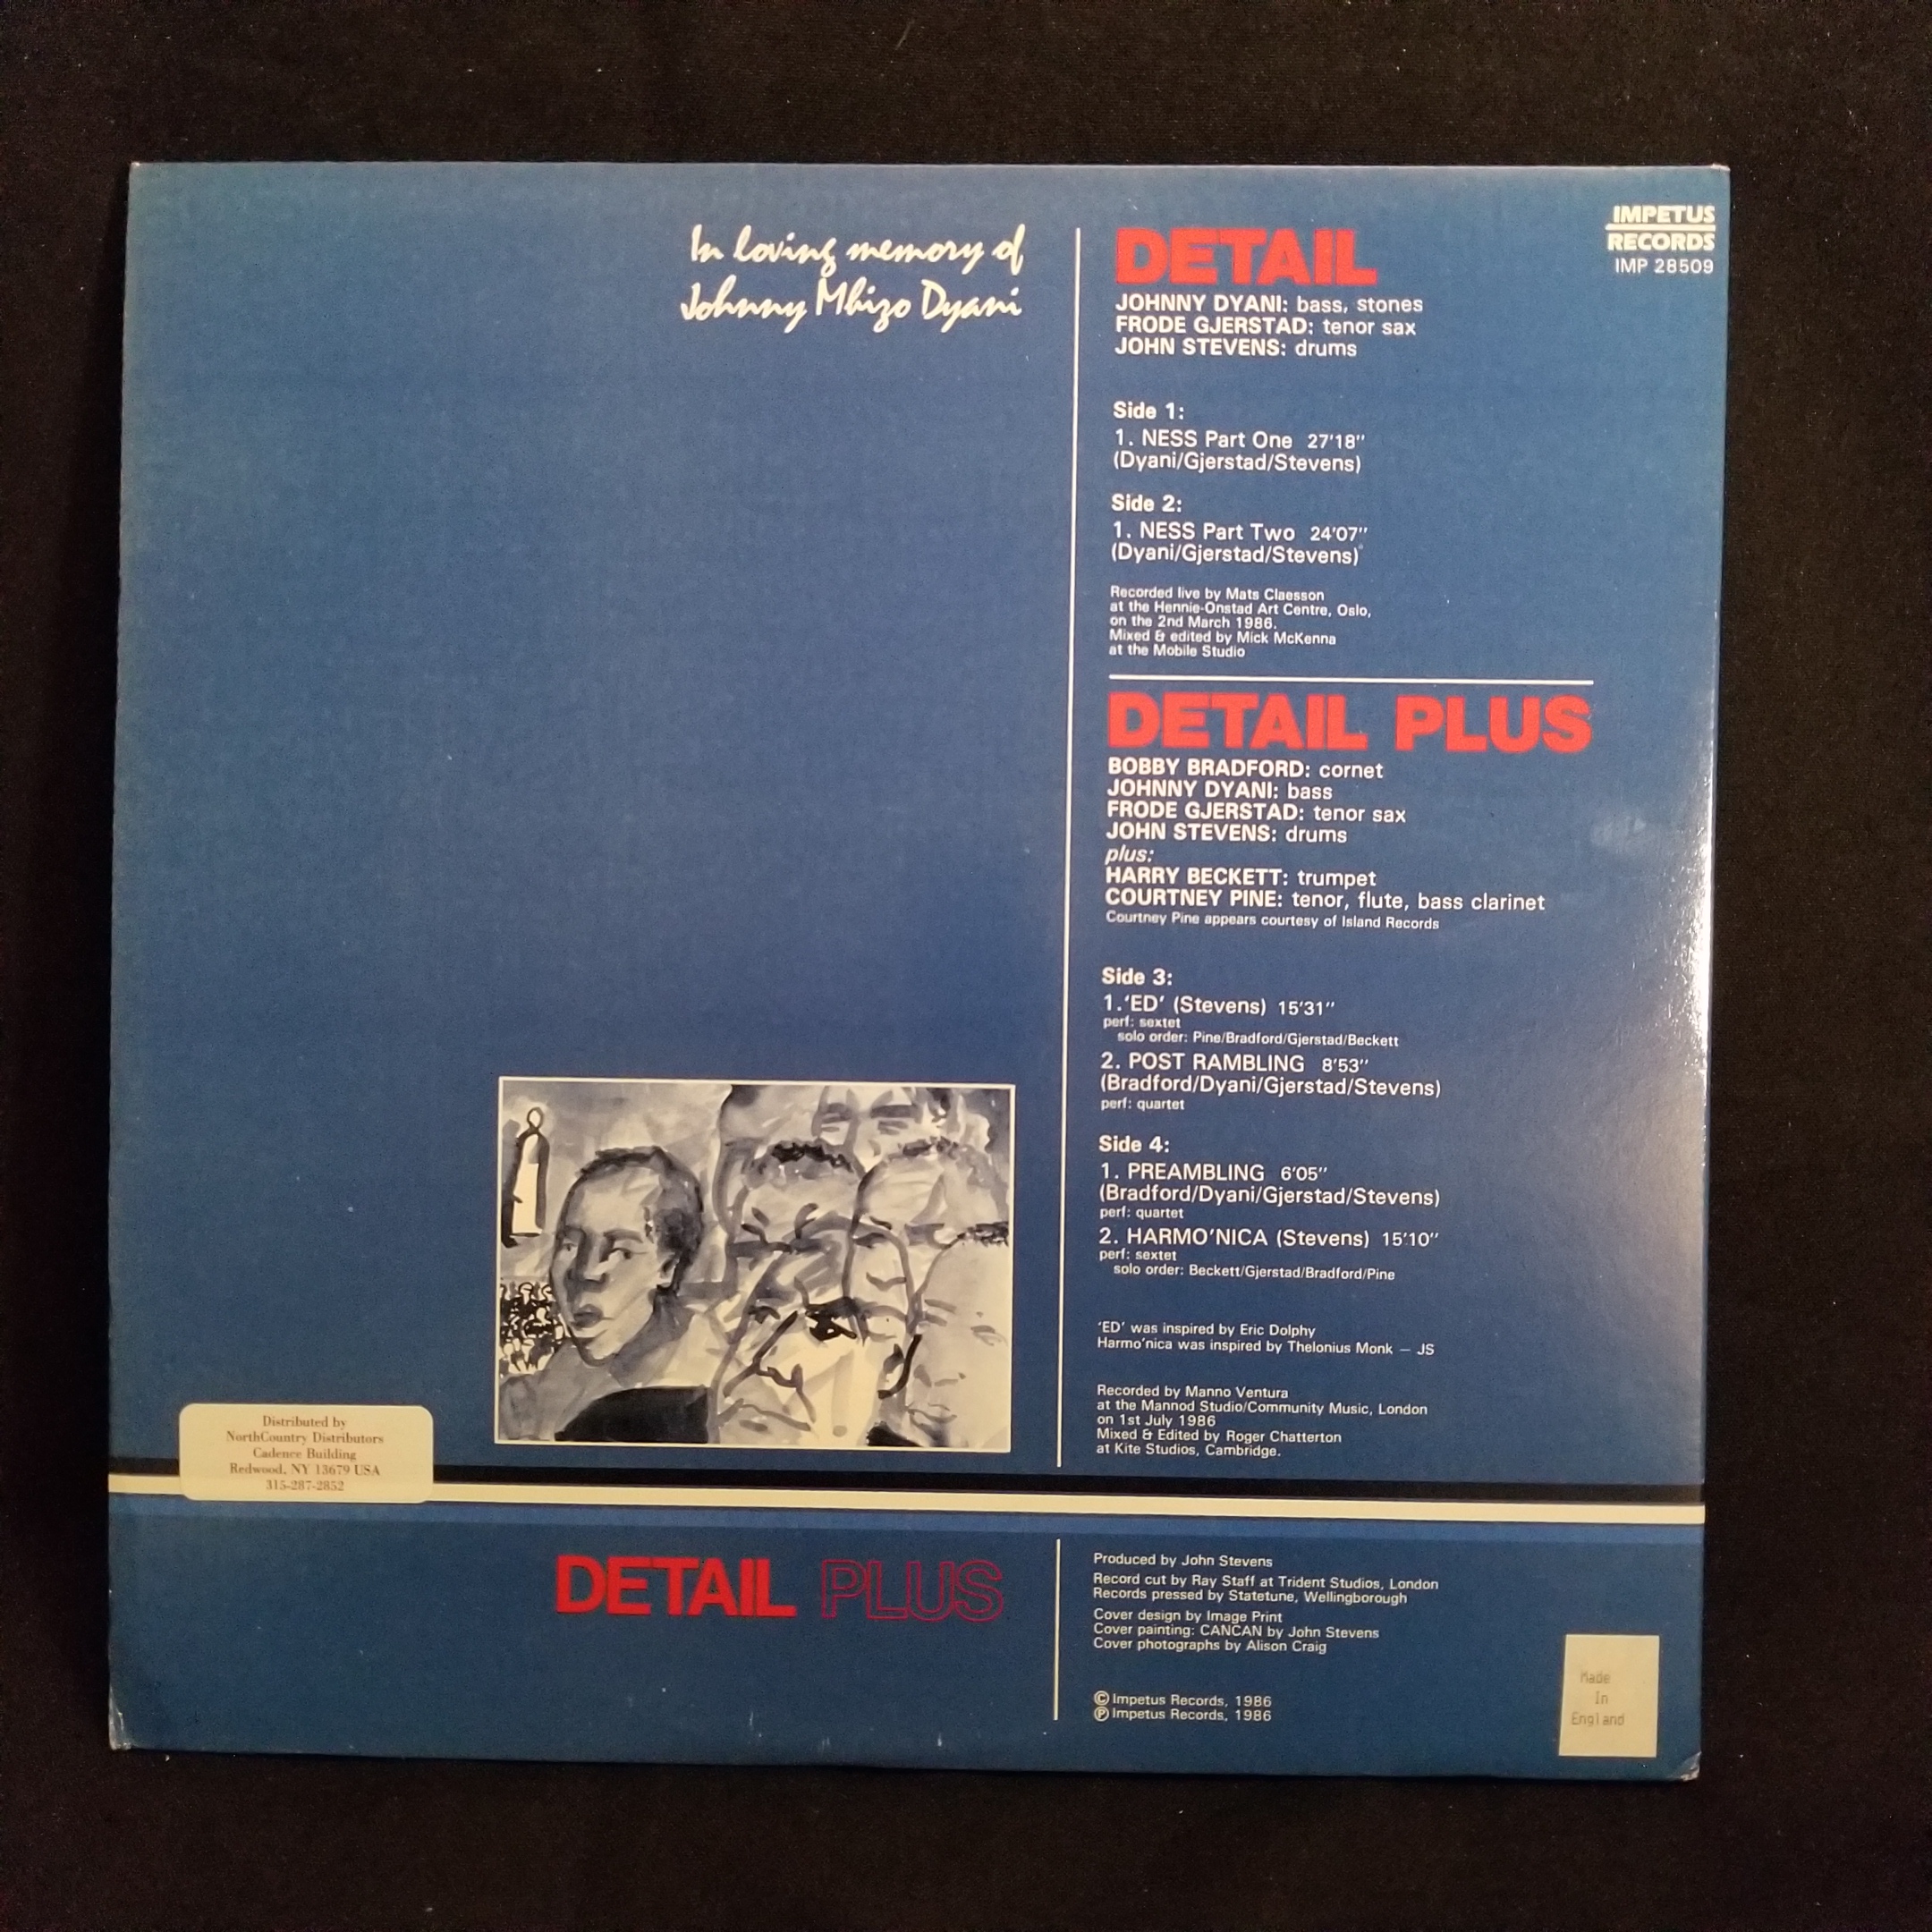 In loving memory of
Johnny Mbizo Dyani
IMPETUS
RECORDS
IMP 28509
DETAIL
JOHNNY DYANI: bass, stones
FRODE GJERSTAD: tenor sax
JOHN STEVENS: drums
Side 1:
1. NESS Part One 27'18"
(Dyani/Gjerstad/Stevens)
Side 2:
1. NESS Part Two 24'07"
(Dyani/Gjerstad/Stevens)
Recorded live by Mats Claesson
at the Hennie-Onstad Art Centre, Oslo,
on the 2nd March 1986.
Mixed & edited by Mick McKenna
at the Mobile Studio
DETAIL PLUS
BOBBY BRADFORD: cornet
JOHNNY DYANI: bass
FRODE GJERSTAD: tenor sax
JOHN STEVENS: drums
plus:
HARRY BECKETT: trumpet
COURTNEY PINE: tenor, flute, bass clarinet
Courtney Pine appears courtesy of Island Records
Side 3:
1. 'ED' (Stevens) 15'31"
perf: sextet
solo order: Pine/Bradford/Gjerstad/Beckett
2. POST RAMBLING 8'53"
(Bradford/Dyani/Gjerstad/Stevens)
perf: quartet
Side 4:
1. PREAMBLING 6'05"
(Bradford/Dyani/Gjerstad/Stevens)
perf: quartet
2. HARMO'NICA (Stevens) 15'10"
perf: sextet
solo order: Beckett/Gjerstad/Bradford/Pine
'ED' was inspired by Eric Dolphy
Harmo'nica was inspired by Thelonius Monk — JS
Recorded by Manno Ventura
at the Mannod Studio/Community Music, London
on 1st July 1986
Mixed & Edited by Roger Chatterton
at Kite Studios, Cambridge.
Distributed by
NorthCountry Distributors
Cadence Building
Redwood, NY 13679 USA
315-287-2852
DETAIL PLUS
Produced by John Stevens
Record cut by Ray Staff at Trident Studios, London
Records pressed by Statetune, Wellingborough
Cover design by Image Print
Cover painting: CANCAN by John Stevens
Cover photographs by Alison Craig
© Impetus Records, 1986
℗ Impetus Records, 1986
Made
In
England